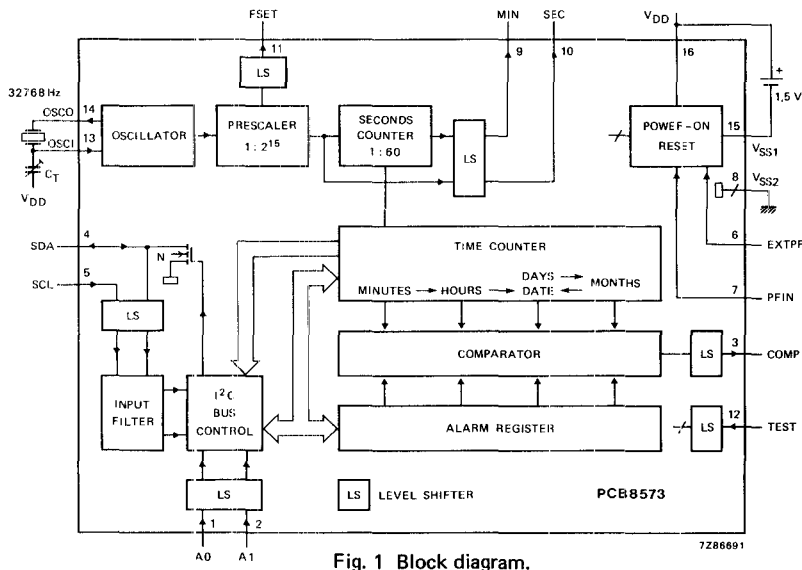 FSET
MIN
SEC
VDD
11
9
10
16
+
1,5 V
LS
32768 Hz
OSCO
14
OSCI
13
CT
VDD
OSCILLATOR
PRESCALER
1 : 2^15
SECONDS
COUNTER
1 : 60
LS
POWER-ON
RESET
15
VSS1
8
VSS2
6
EXTPF
7
PFIN
SDA
4
N
SCL
5
LS
INPUT
FILTER
I²C
BUS
CONTROL
LS
1
2
A0
A1
TIME COUNTER
MINUTES
HOURS
DAYS
DATE
MONTHS
COMPARATOR
LS
3
COMP
ALARM REGISTER
LS
12
TEST
LS
LEVEL SHIFTER
PCB8573
7Z86691
Fig. 1 Block diagram.